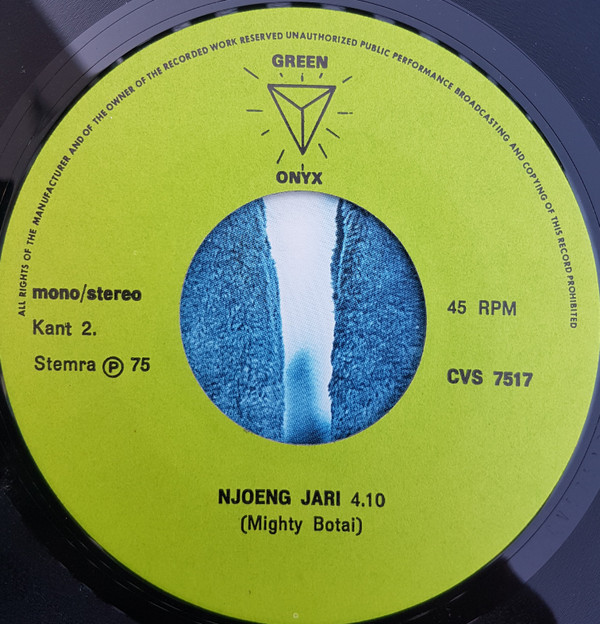 ALL RIGHTS OF THE MANUFACTURER AND OF THE OWNER OF THE RECORDED WORK RESERVED UNAUTHORIZED PUBLIC PERFORMANCE BROADCASTING AND COPYING OF THIS RECORD PROHIBITED
GREEN
ONYX
mono/stereo
Kant 2.
Stemra Ⓟ 75
45 RPM
CVS 7517
NJOENG JARI 4.10
(Mighty Botai)